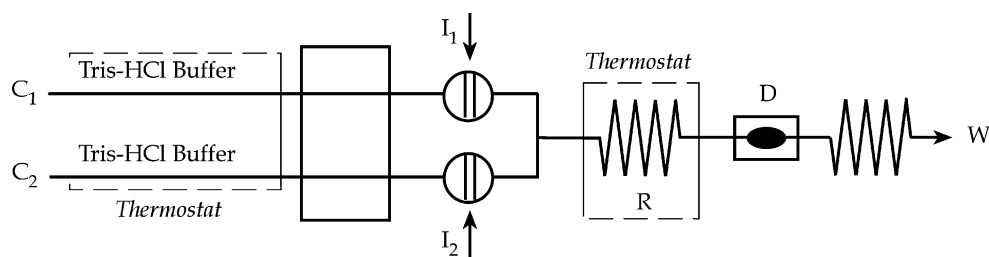 I1
Thermostat
Tris-HCl Buffer
C1
D
W
Tris-HCl Buffer
C2
Thermostat
R
I2